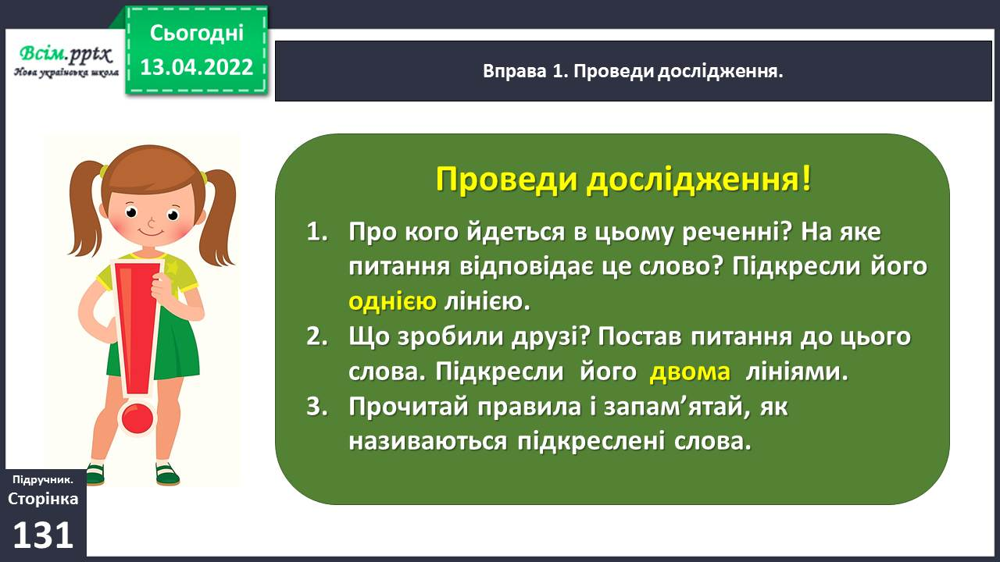 Всім.pptx
Нова українська школа
Сьогодні
13.04.2022
Вправа 1. Проведи дослідження.
Проведи дослідження!
1. Про кого йдеться в цьому реченні? На яке
питання відповідає це слово? Підкресли його
однією лінією.
2. Що зробили друзі? Постав питання до цього
слова. Підкресли його двома лініями.
3. Прочитай правила і запам’ятай, як
називаються підкреслені слова.
Підручник.
Сторінка
131